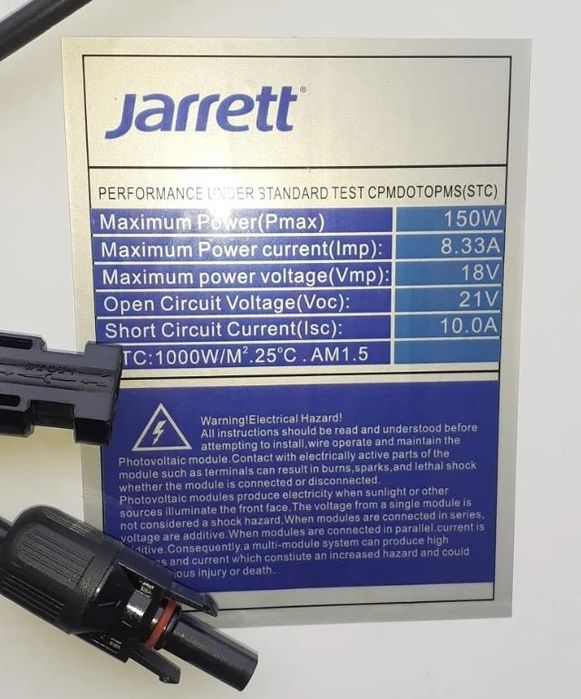 Jarrett®
PERFORMANCE UNDER STANDARD TEST CPMDOTOPMS(STC)
Maximum Power(Pmax) 150W
Maximum Power current(Imp): 8.33A
Maximum power voltage(Vmp): 18V
Open Circuit Voltage(Voc): 21V
Short Circuit Current(Isc): 10.0A
TC:1000W/M².25°C . AM1.5
Warning!Electrical Hazard!
All instructions should be read and understood before
attempting to install,wire operate and maintain the
Photovoltaic module.Contact with electrically active parts of the
module such as terminals can result in burns,sparks,and lethal shock
whether the module is connected or disconnected.
Photovoltaic modules produce electricity when sunlight or other
sources illuminate the front face.The voltage from a single module is
not considered a shock hazard,When modules are connected in series,
voltage are additive.When modules are connected in parallel.current is
ditive.Consequently,a multi-module system can produce high
es and current which constiute an increased hazard and could
ous injury or death.